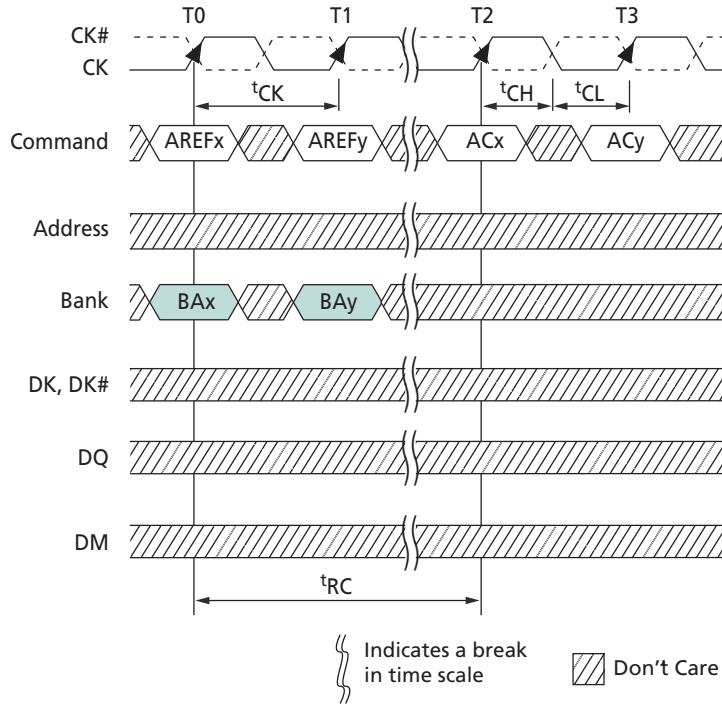 T0 T1 T2 T3
CK#
CK
tCK tCH tCL
Command AREFx AREFy ACx ACy
Address
Bank BAx BAy
DK, DK#
DQ
DM
tRC
Indicates a break
in time scale
Don't Care